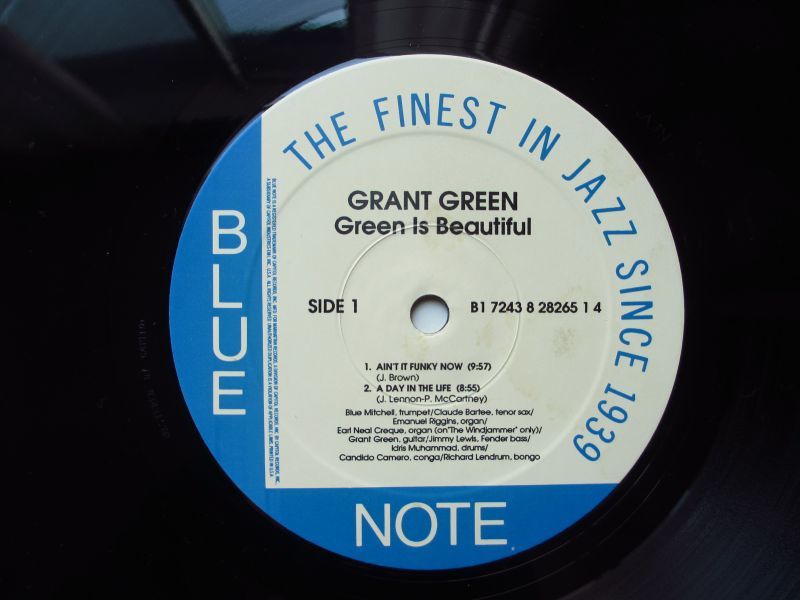 THE FINEST IN JAZZ SINCE 1939
BLUE
GRANT GREEN
Green Is Beautiful
SIDE 1
B1 7243 8 28265 1 4
1. AIN'T IT FUNKY NOW (9:57)
(J. Brown)
2. A DAY IN THE LIFE (8:55)
(J. Lennon-P. McCartney)
Blue Mitchell, trumpet/Claude Bartee, tenor sax/
Emanuel Riggins, organ/
Earl Neal Creque, organ (on "The Windjammer" only)/
Grant Green, guitar/Jimmy Lewis, Fender bass/
Idris Muhammad, drums/
Candido Camero, conga/Richard Lendrum, bongo
NOTE